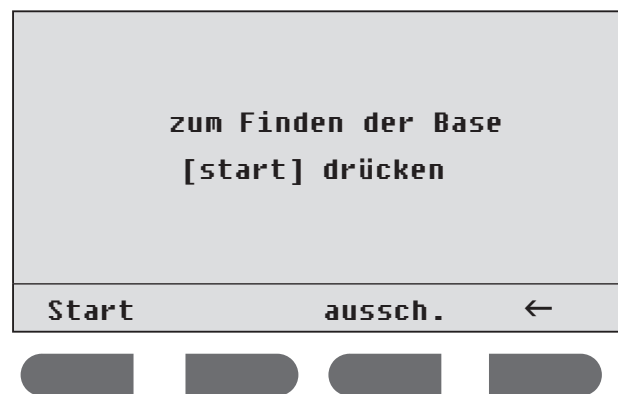 zum Finden der Base
[start] drücken
Start aussch. ←